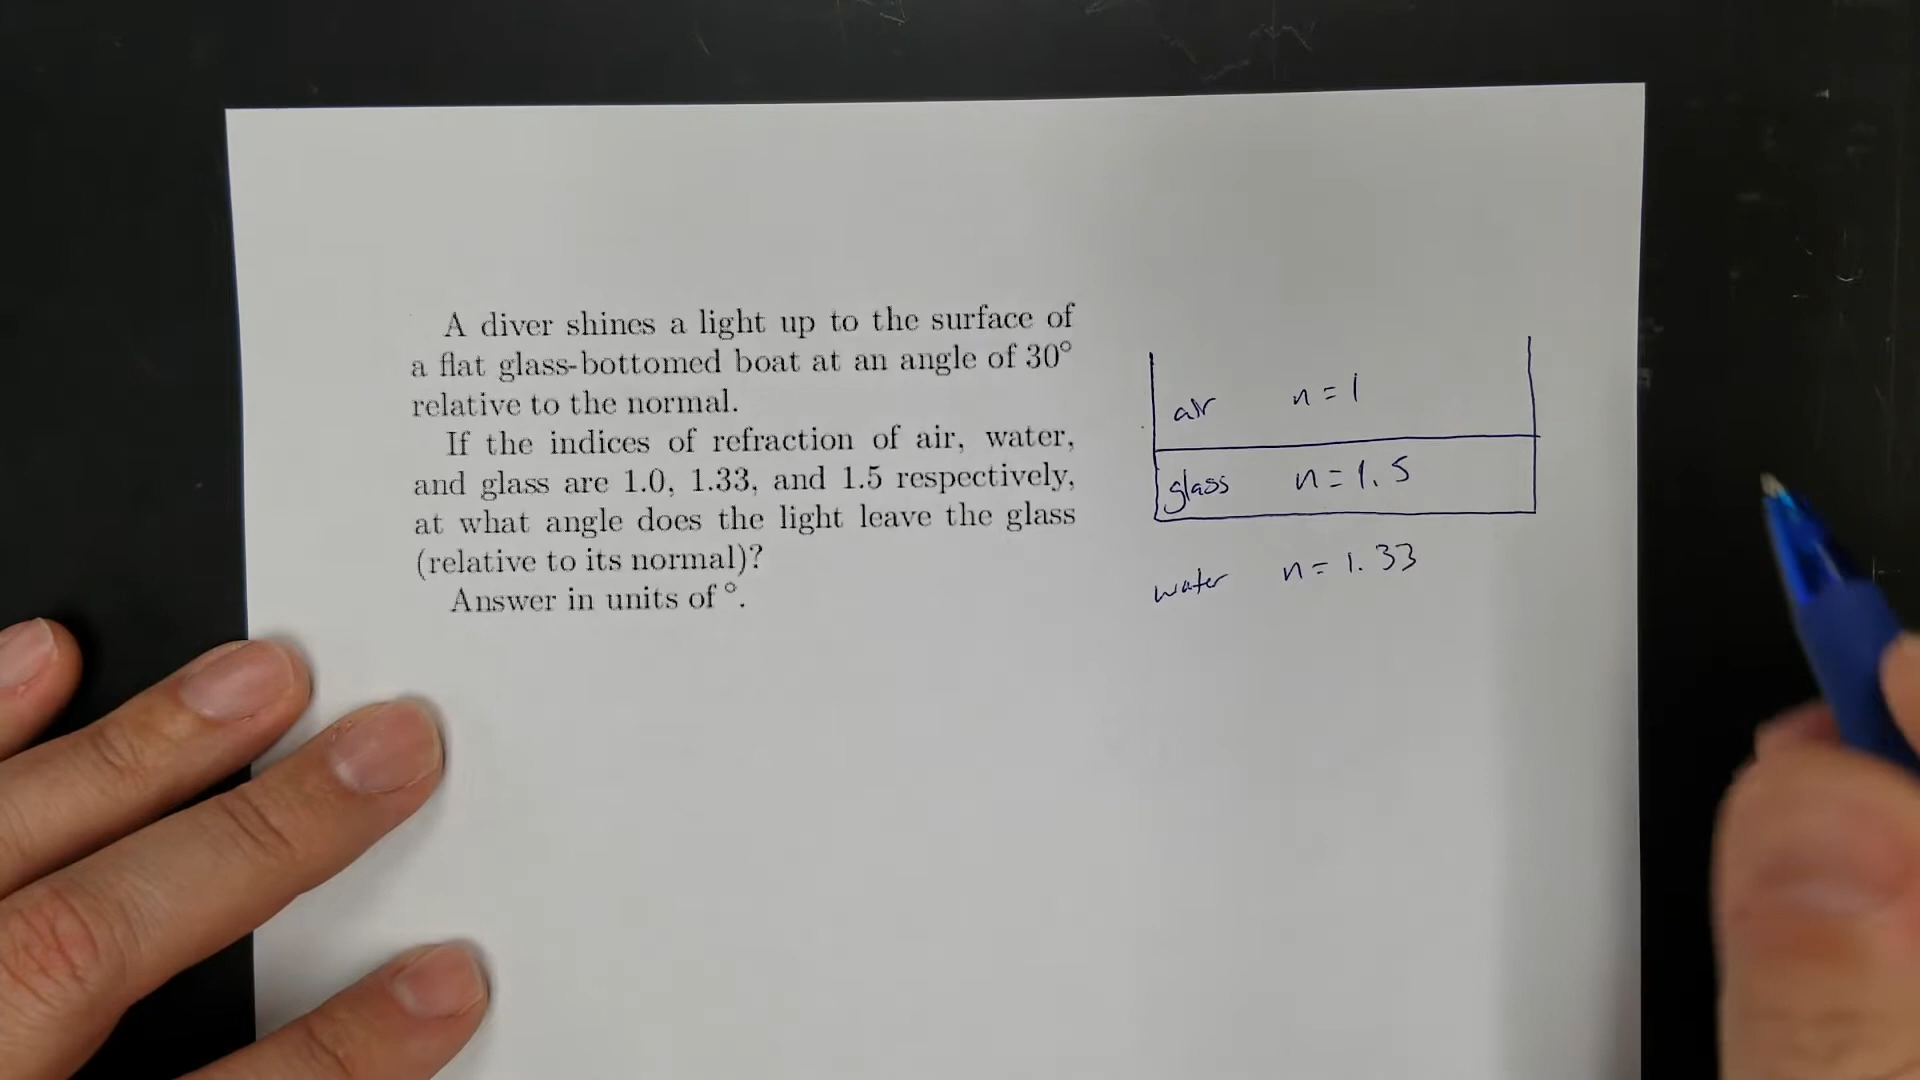 A diver shines a light up to the surface of
a flat glass-bottomed boat at an angle of 30°
relative to the normal.
If the indices of refraction of air, water,
and glass are 1.0, 1.33, and 1.5 respectively,
at what angle does the light leave the glass
(relative to its normal)?
Answer in units of °.
air n = 1
glass n = 1.5
water n = 1.33